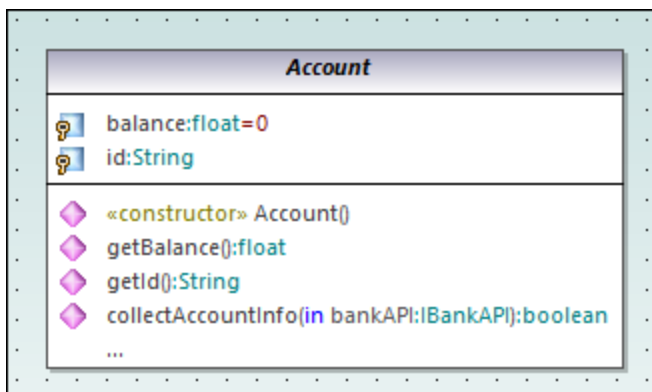 Account
balance:float=0
id:String
«constructor» Account()
getBalance():float
getId():String
collectAccountInfo(in bankAPI:IBankAPI):boolean
...